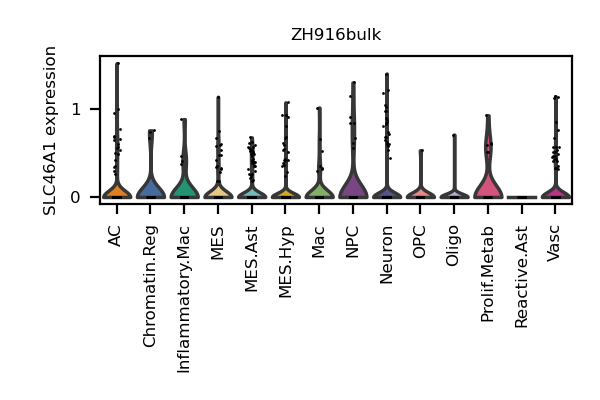 ZH916bulk
SLC46A1 expression
1
0
AC
Chromatin.Reg
Inflammatory.Mac
MES
MES.Ast
MES.Hyp
Mac
NPC
Neuron
OPC
Oligo
Prolif.Metab
Reactive.Ast
Vasc